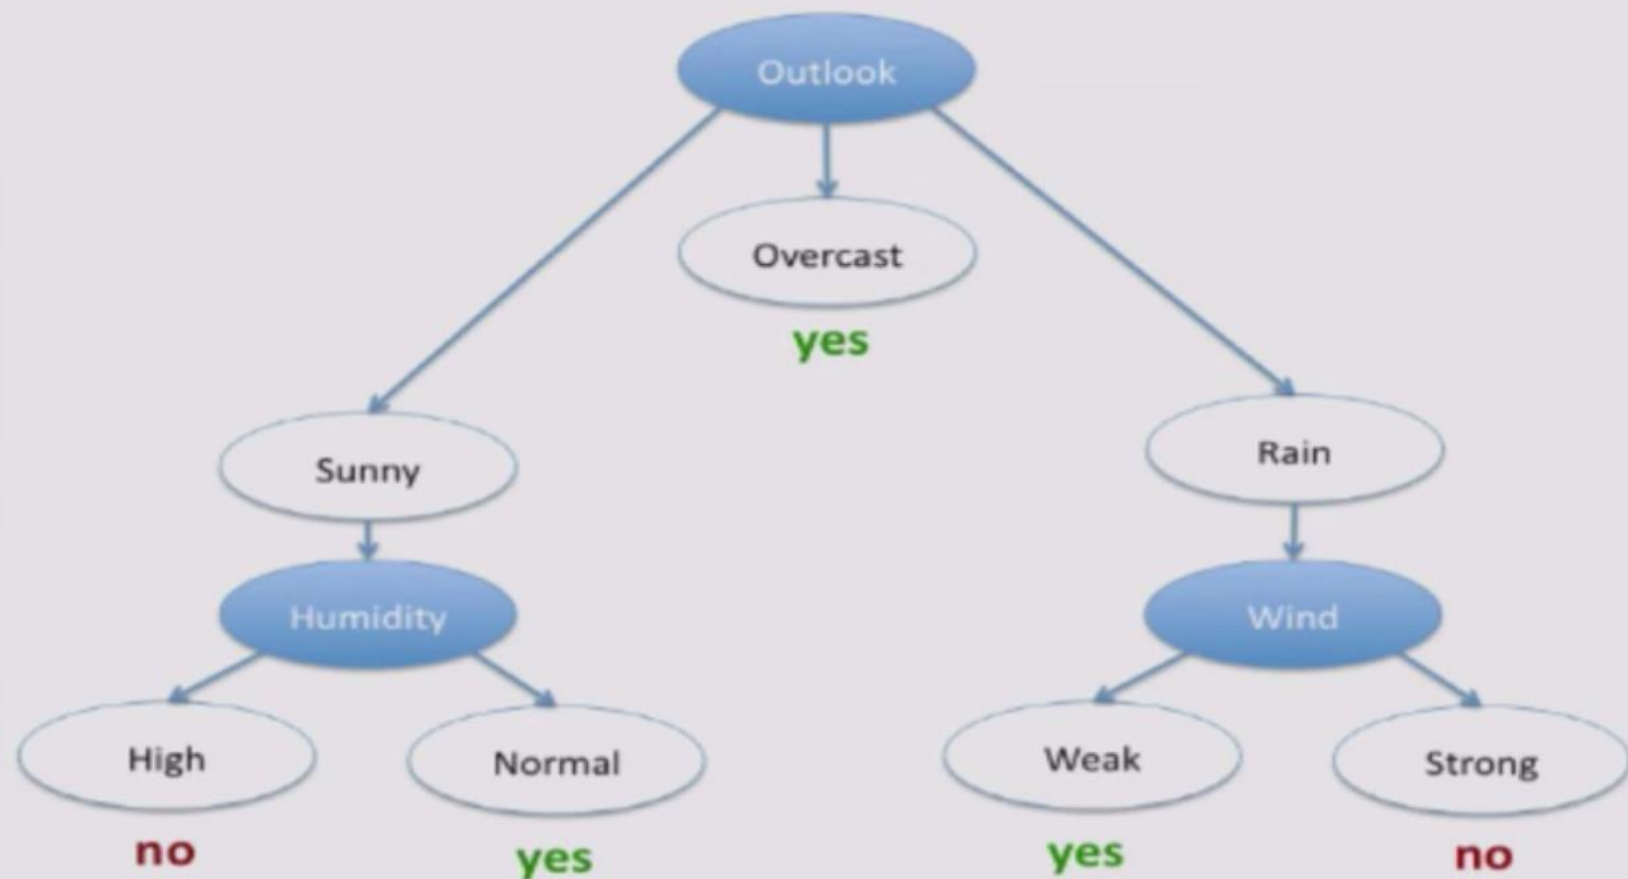 Outlook
Overcast
yes
Sunny
Rain
Humidity
Wind
High
Normal
Weak
Strong
no
yes
yes
no